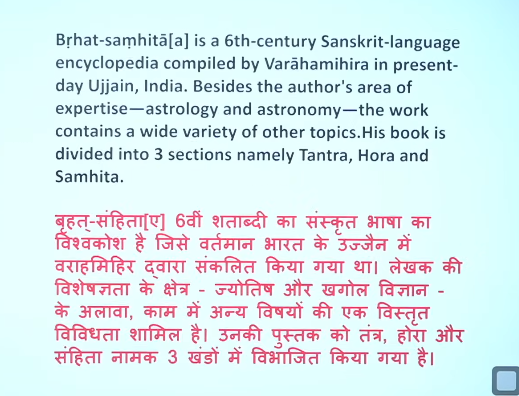 Bṛhat-saṃhitā[a] is a 6th-century Sanskrit-language
encyclopedia compiled by Varāhamihira in present-
day Ujjain, India. Besides the author's area of
expertise—astrology and astronomy—the work
contains a wide variety of other topics.His book is
divided into 3 sections namely Tantra, Hora and
Samhita.
बृहत्-संहिता[ए] 6वीं शताब्दी का संस्कृत भाषा का
विश्वकोश है जिसे वर्तमान भारत के उज्जैन में
वराहमिहिर द्वारा संकलित किया गया था। लेखक की
विशेषज्ञता के क्षेत्र - ज्योतिष और खगोल विज्ञान -
के अलावा, काम में अन्य विषयों की एक विस्तृत
विविधता शामिल है। उनकी पुस्तक को तंत्र, होरा और
संहिता नामक 3 खंडों में विभाजित किया गया है।